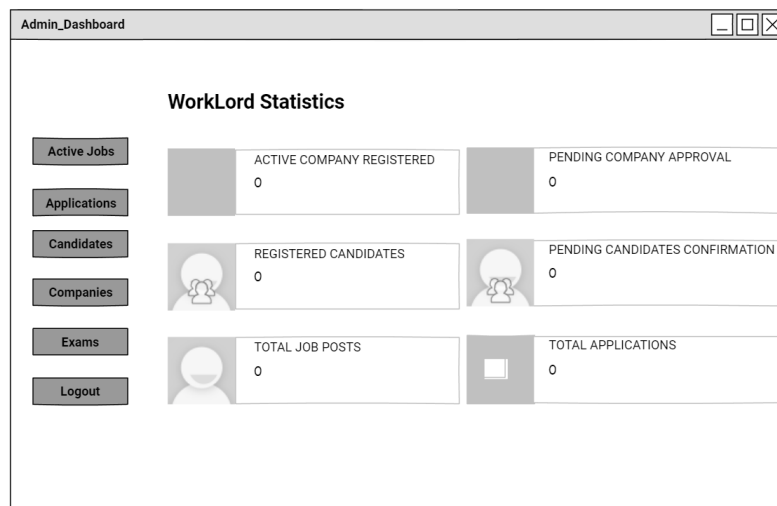 Admin_Dashboard
WorkLord Statistics
Active Jobs
Applications
Candidates
Companies
Exams
Logout
ACTIVE COMPANY REGISTERED
0
PENDING COMPANY APPROVAL
0
REGISTERED CANDIDATES
0
PENDING CANDIDATES CONFIRMATION
0
TOTAL JOB POSTS
0
TOTAL APPLICATIONS
0